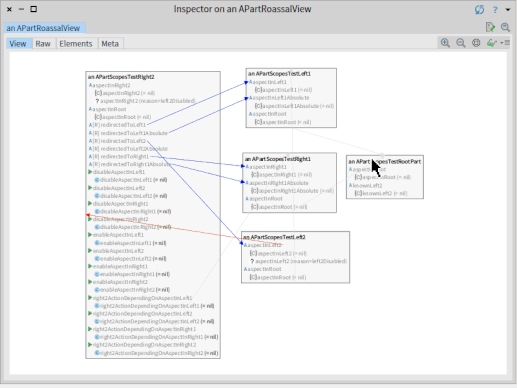 Inspector on an APartRoassalView
an APartRoassalView
View Raw Elements Meta
an APartScopesTestRight2
AaspectInRight2
{C}aspectInRight2 (= nil)
? aspectInRight2 (reason=left2Disabled)
AaspectInRoot
{C}aspectInRoot (= nil)
A{R} redirectedToLeft1
A{R} redirectedToLeft1Absolute
A{R} redirectedToLeft2
A{R} redirectedToLeft2Absolute
A{R} redirectedToRight1
A{R} redirectedToRight1Absolute
disableAspectInLeft1
disableAspectInLeft1 (= nil)
disableAspectInLeft2
disableAspectInLeft2 (= nil)
disableAspectInRight1
disableAspectInRight1 (= nil)
disableAspectInRight2
disableAspectInRight2 (= nil)
enableAspectInLeft1
enableAspectInLeft1 (= nil)
enableAspectInLeft2
enableAspectInLeft2 (= nil)
enableAspectInRight1
enableAspectInRight1 (= nil)
enableAspectInRight2
enableAspectInRight2 (= nil)
right2ActionDependingOnAspectInLeft1
right2ActionDependingOnAspectInLeft1 (= nil)
right2ActionDependingOnAspectInLeft2
right2ActionDependingOnAspectInLeft2 (= nil)
right2ActionDependingOnAspectInRight1
right2ActionDependingOnAspectInRight1 (= nil)
right2ActionDependingOnAspectInRight2
right2ActionDependingOnAspectInRight2 (= nil)
an APartScopesTestLeft1
AaspectInLeft1
{C}aspectInLeft1 (= nil)
AaspectInLeft1Absolute
{C}aspectInLeft1Absolute (= nil)
AaspectInRoot
{C}aspectInRoot (= nil)
an APartScopesTestRight1
AaspectInRight1
{C}aspectInRight1 (= nil)
AaspectInRight1Absolute
{C}aspectInRight1Absolute (= nil)
AaspectInRoot
{C}aspectInRoot (= nil)
an APartScopesTestRootPart
{C}aspectInRoot (= nil)
AknownLeft2
{C}knownLeft2 (= nil)
an APartScopesTestLeft2
AaspectInLeft2
{C}aspectInLeft2 (= nil)
? aspectInLeft2 (reason=left2Disabled)
AaspectInRoot
{C}aspectInRoot (= nil)